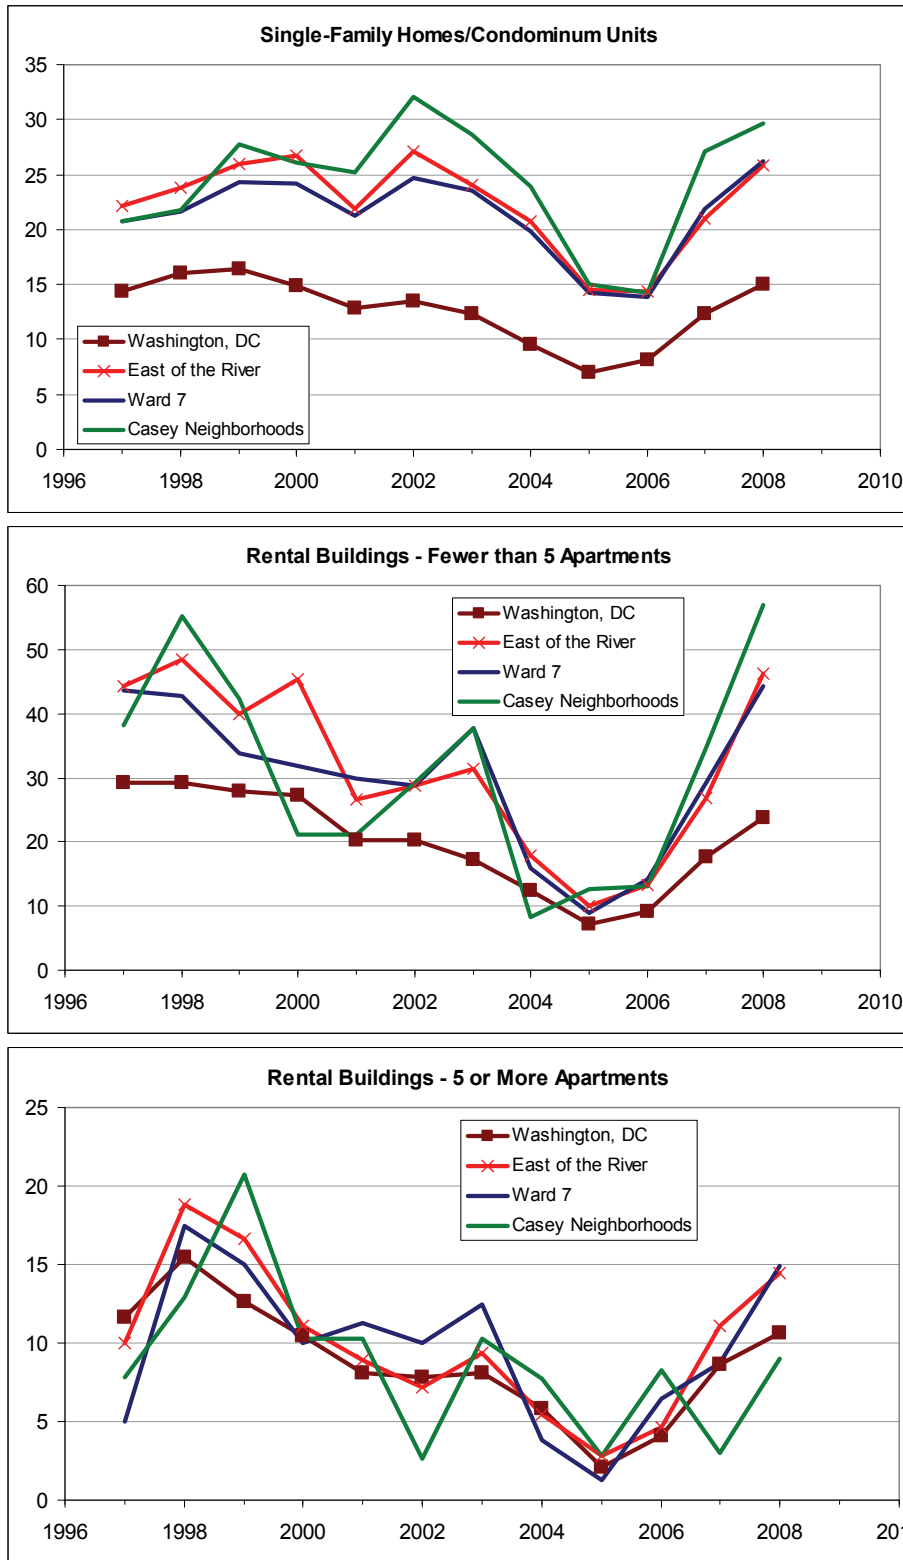 Single-Family Homes/Condominum Units
35
30
25
20
15
10
5
0
Washington, DC
East of the River
Ward 7
Casey Neighborhoods
1996 1998 2000 2002 2004 2006 2008 2010
Rental Buildings - Fewer than 5 Apartments
60
50
40
30
20
10
0
Washington, DC
East of the River
Ward 7
Casey Neighborhoods
1996 1998 2000 2002 2004 2006 2008 2010
Rental Buildings - 5 or More Apartments
25
20
15
10
5
0
Washington, DC
East of the River
Ward 7
Casey Neighborhoods
1996 1998 2000 2002 2004 2006 2008 201